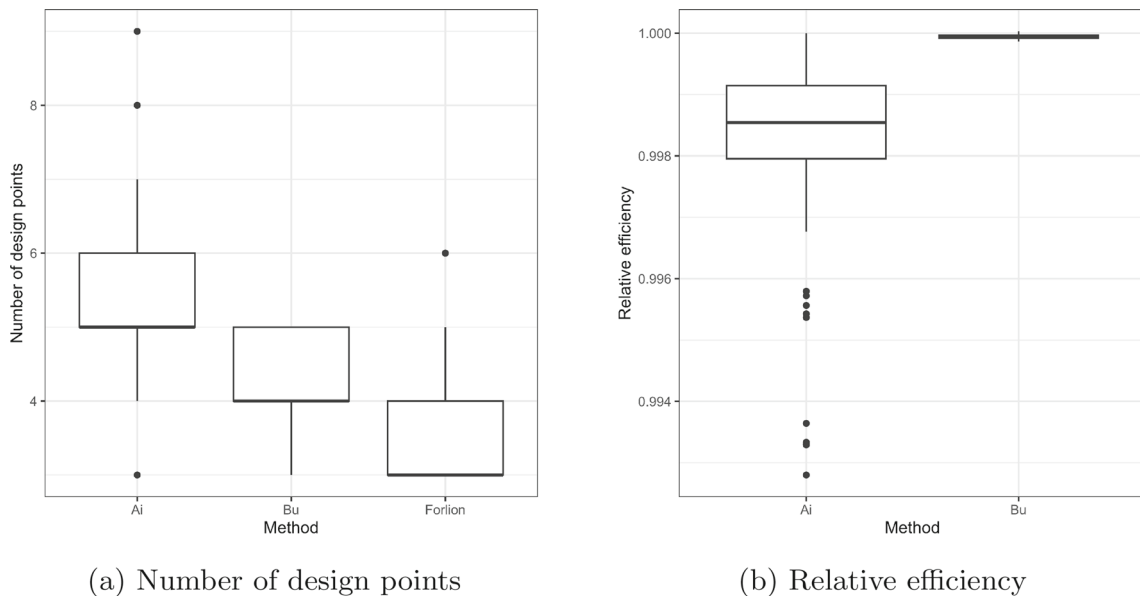 8
6
4
Number of design points
Ai
Bu
Forlion
Method
(a) Number of design points
1.000
0.998
0.996
0.994
Relative efficiency
Ai
Bu
Method
(b) Relative efficiency